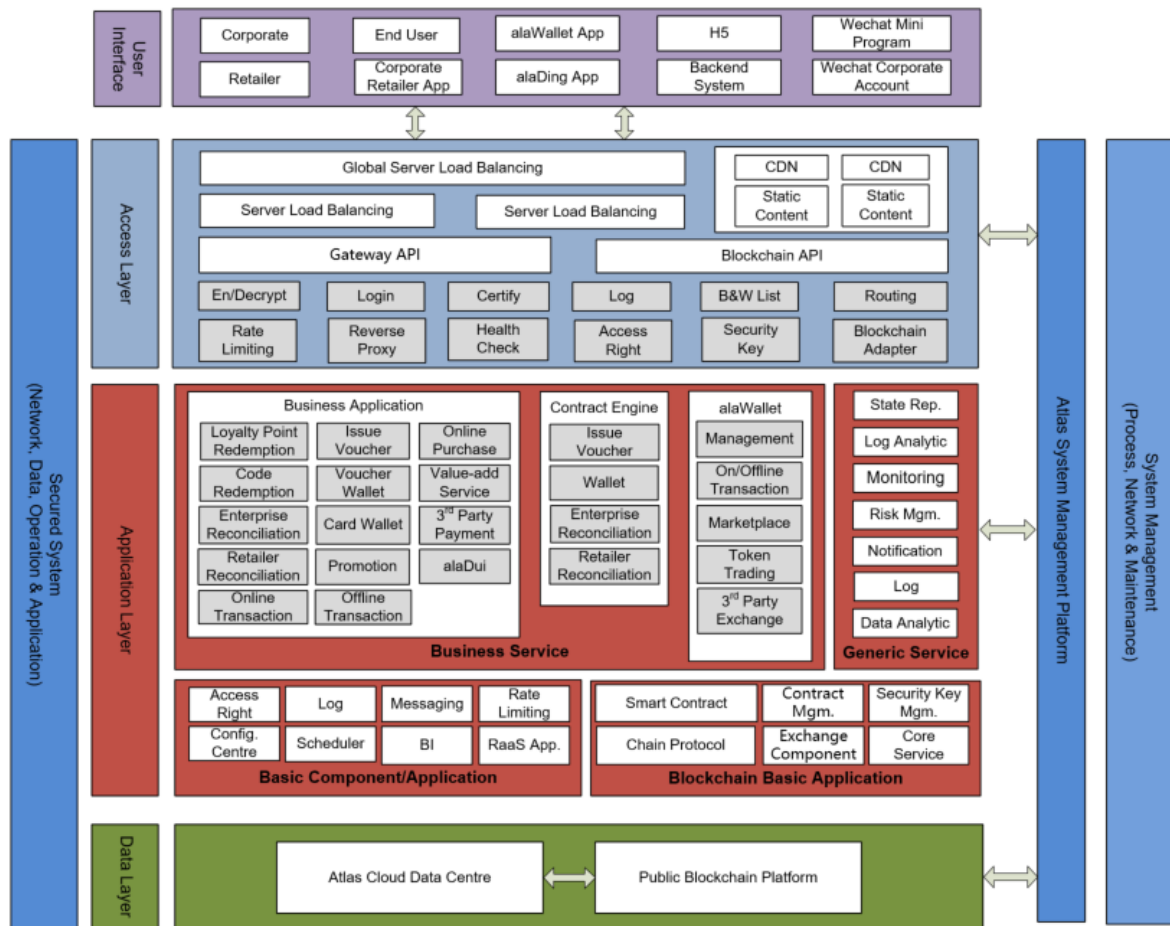 User
Interface
Corporate
End User
alaWallet App
H5
Wechat Mini
Program
Retailer
Corporate
Retailer App
alaDing App
Backend
System
Wechat Corporate
Account
Secured System
(Network, Data, Operation & Application)
Access Layer
Global Server Load Balancing
CDN
CDN
Server Load Balancing
Server Load Balancing
Static
Content
Static
Content
Gateway API
Blockchain API
En/Decrypt
Login
Certify
Log
B&W List
Routing
Rate
Limiting
Reverse
Proxy
Health
Check
Access
Right
Security
Key
Blockchain
Adapter
Application Layer
Business Application
Loyalty Point
Redemption
Issue
Voucher
Online
Purchase
Code
Redemption
Voucher
Wallet
Value-add
Service
Enterprise
Reconciliation
Card Wallet
3rd Party
Payment
Retailer
Reconciliation
Promotion
alaDui
Online
Transaction
Offline
Transaction
Contract Engine
Issue
Voucher
Wallet
Enterprise
Reconciliation
Retailer
Reconciliation
alaWallet
Management
On/Offline
Transaction
Marketplace
Token
Trading
3rd Party
Exchange
Business Service
State Rep.
Log Analytic
Monitoring
Risk Mgm.
Notification
Log
Data Analytic
Generic Service
Access
Right
Log
Messaging
Rate
Limiting
Config.
Centre
Scheduler
BI
RaaS App.
Basic Component/Application
Smart Contract
Contract
Mgm.
Security Key
Mgm.
Chain Protocol
Exchange
Component
Core
Service
Blockchain Basic Application
Data Layer
Atlas Cloud Data Centre
Public Blockchain Platform
Atlas System Management Platform
System Management
(Process, Network & Maintenance)